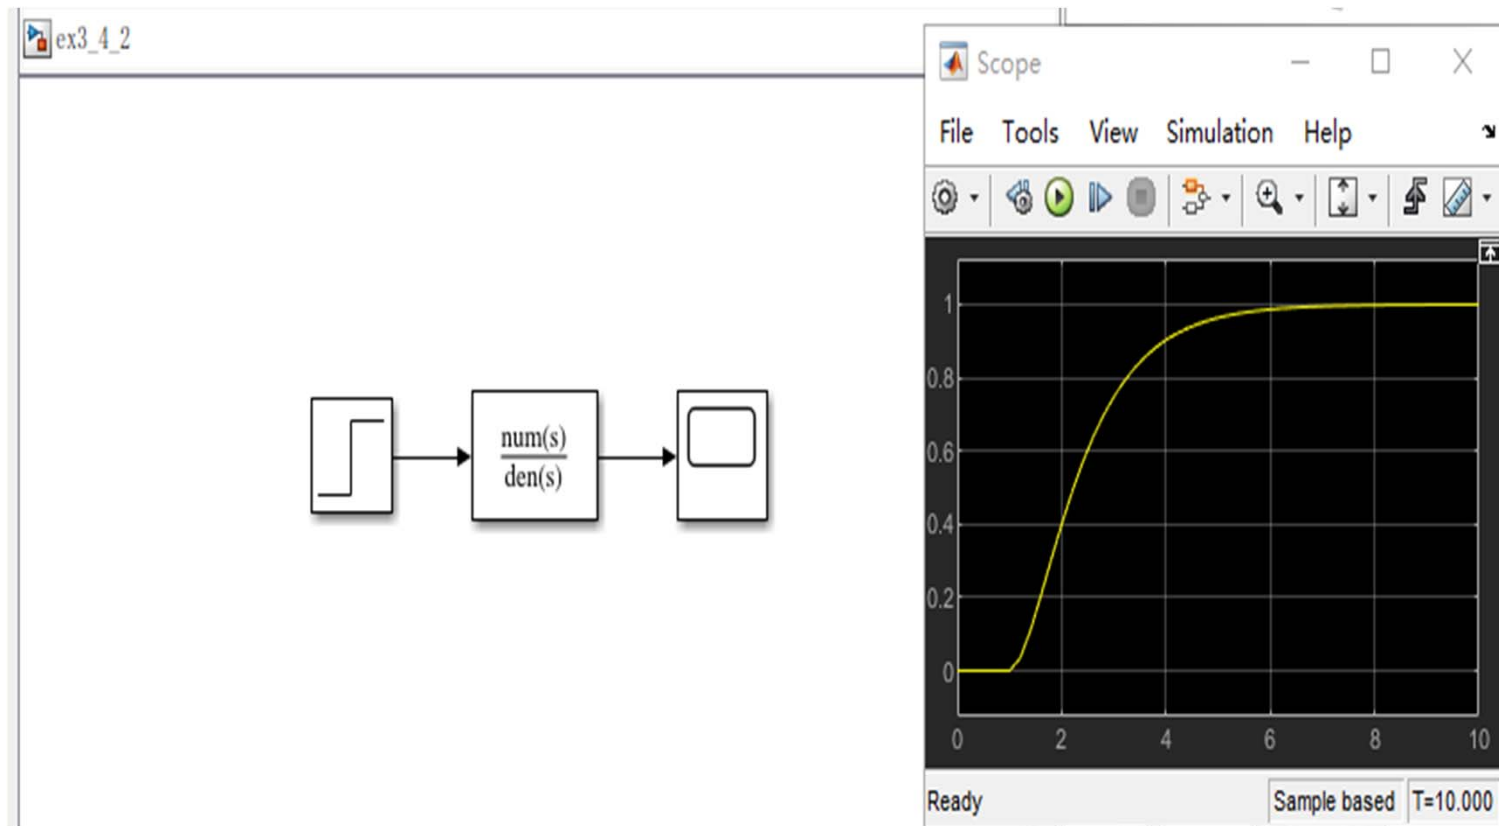 ex3_4_2
Scope
File Tools View Simulation Help
num(s)
den(s)
1
0.8
0.6
0.4
0.2
0
0 2 4 6 8 10
Ready Sample based T=10.000